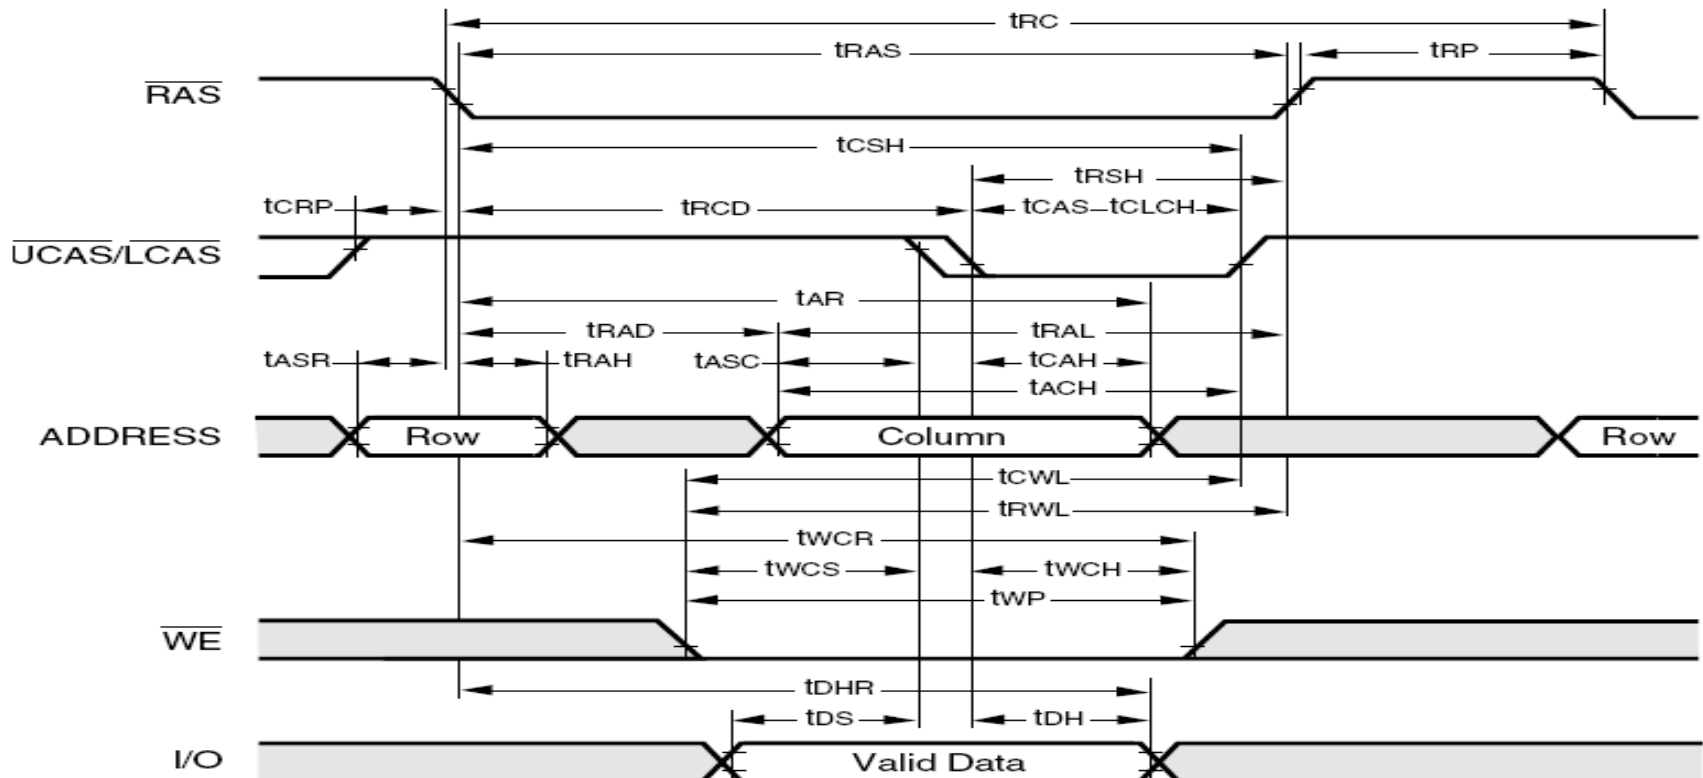 tRC
tRAS tRP
RAS
tCSH
tRSH
tCRP tRCD tCAS tCLCH
UCAS/LCAS
tAR
tRAD tRAL
tASR tRAH tASC tCAH
tACH
ADDRESS Row Column Row
tCWL
tRWL
tWCR
tWCS tWCH
tWP
WE
tDHR
tDS tDH
I/O Valid Data